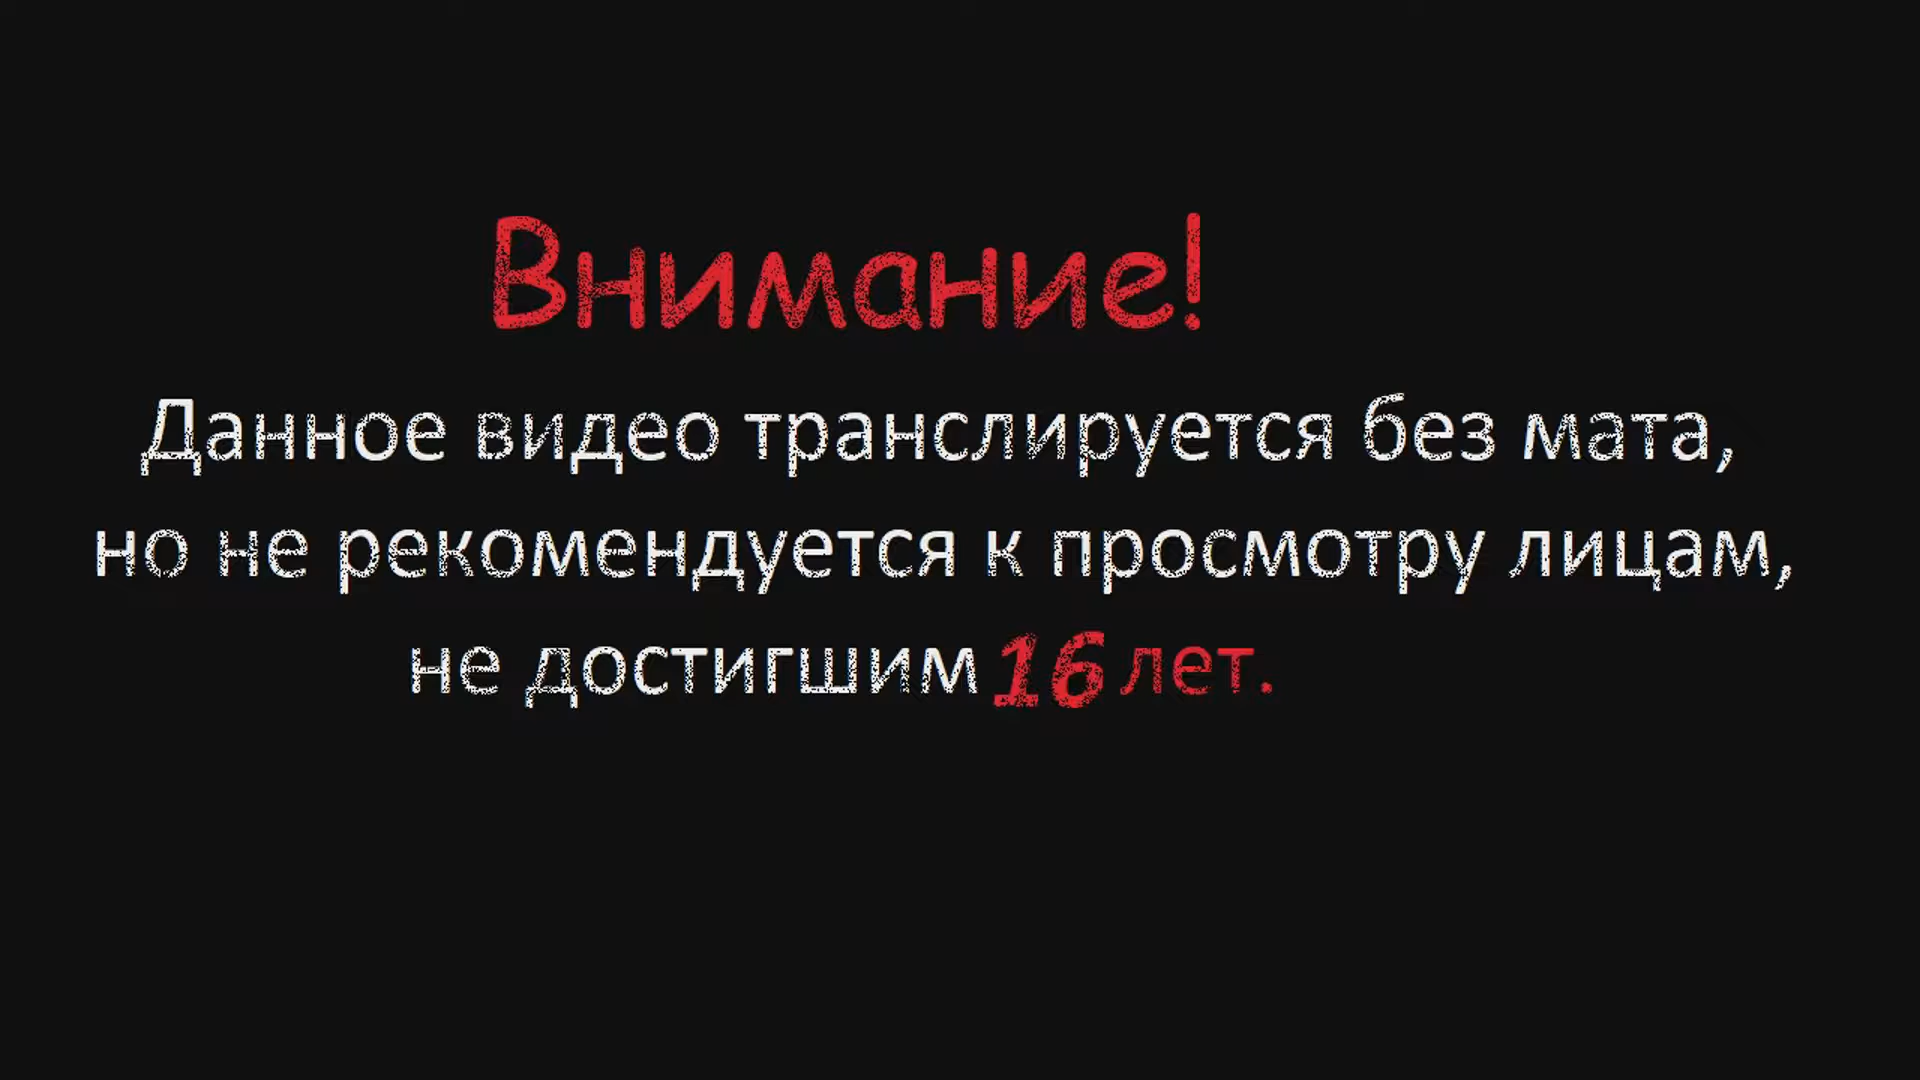 Внимание!
Данное видео транслируется без мата,
но не рекомендуется к просмотру лицам,
не достигшим 16 лет.